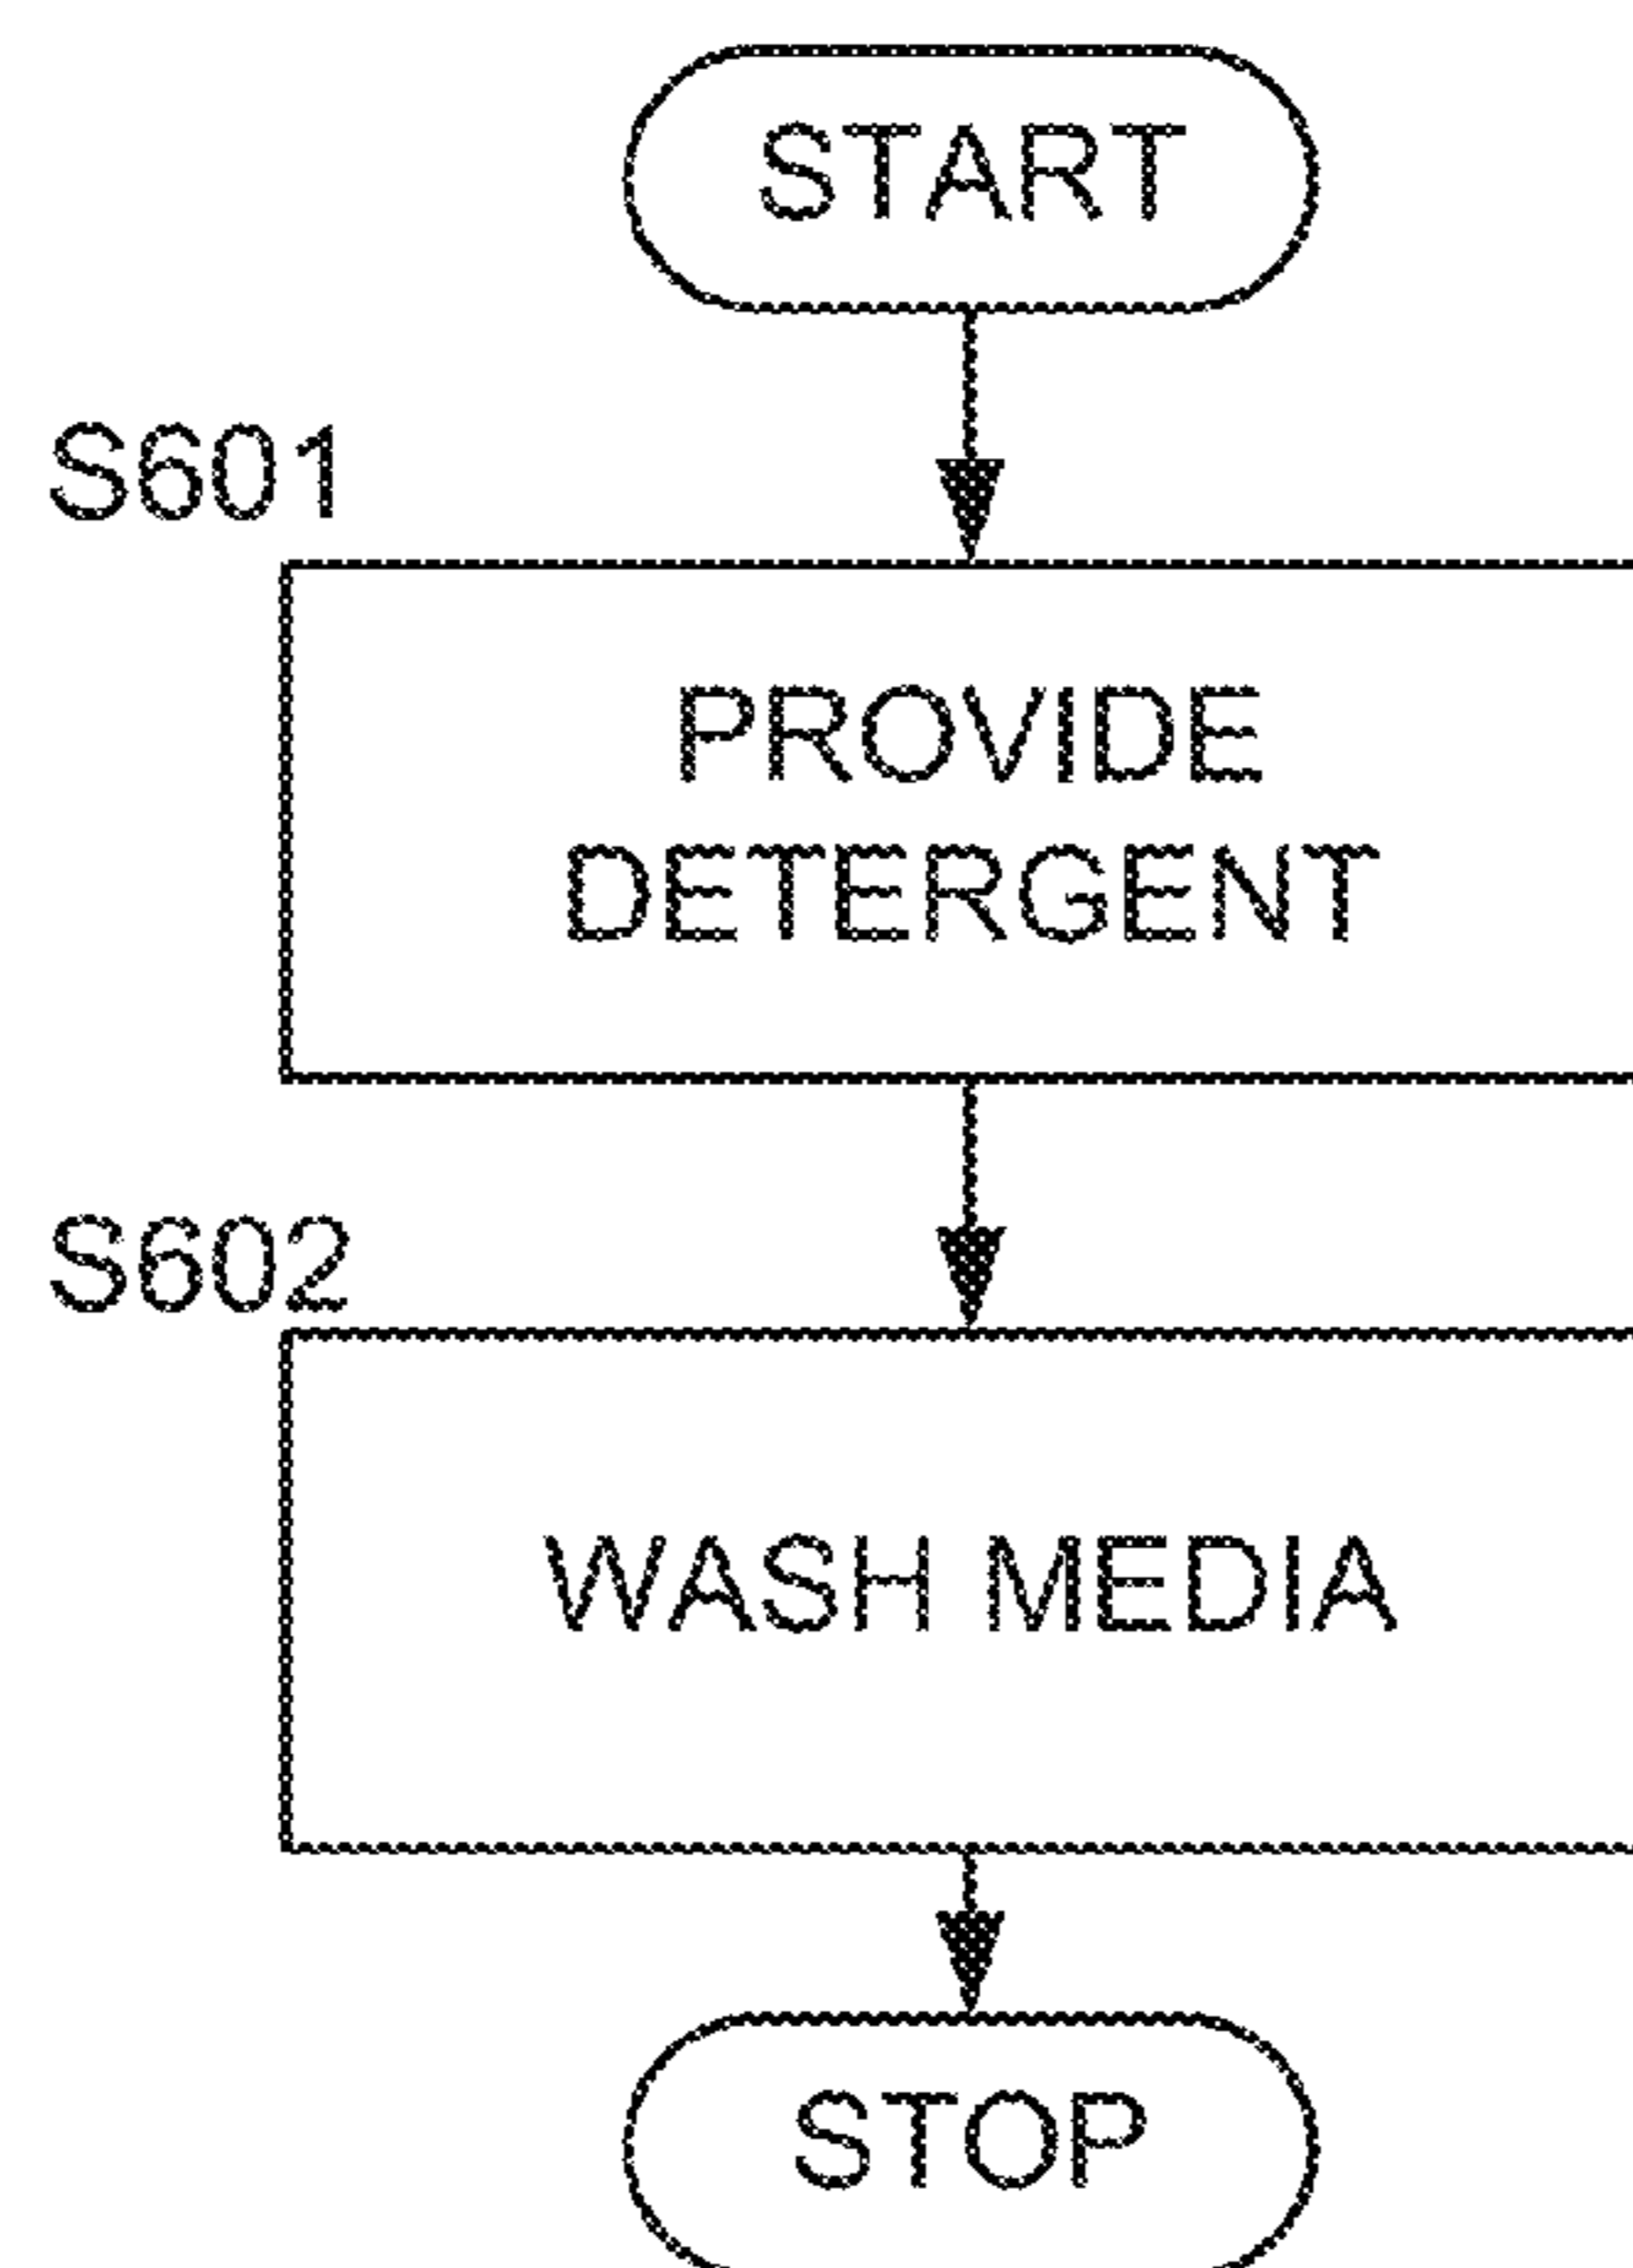 START
S601
PROVIDE
DETERGENT
S602
WASH MEDIA
STOP